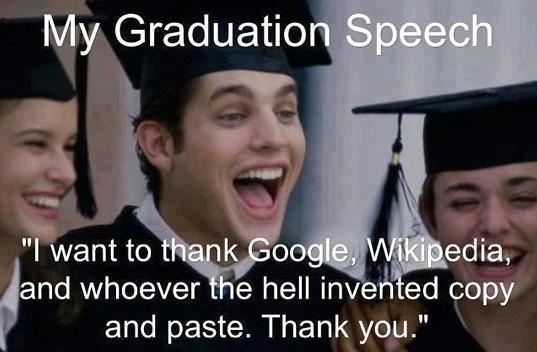 My Graduation Speech
"I want to thank Google, Wikipedia,
and whoever the hell invented copy
and paste. Thank you."